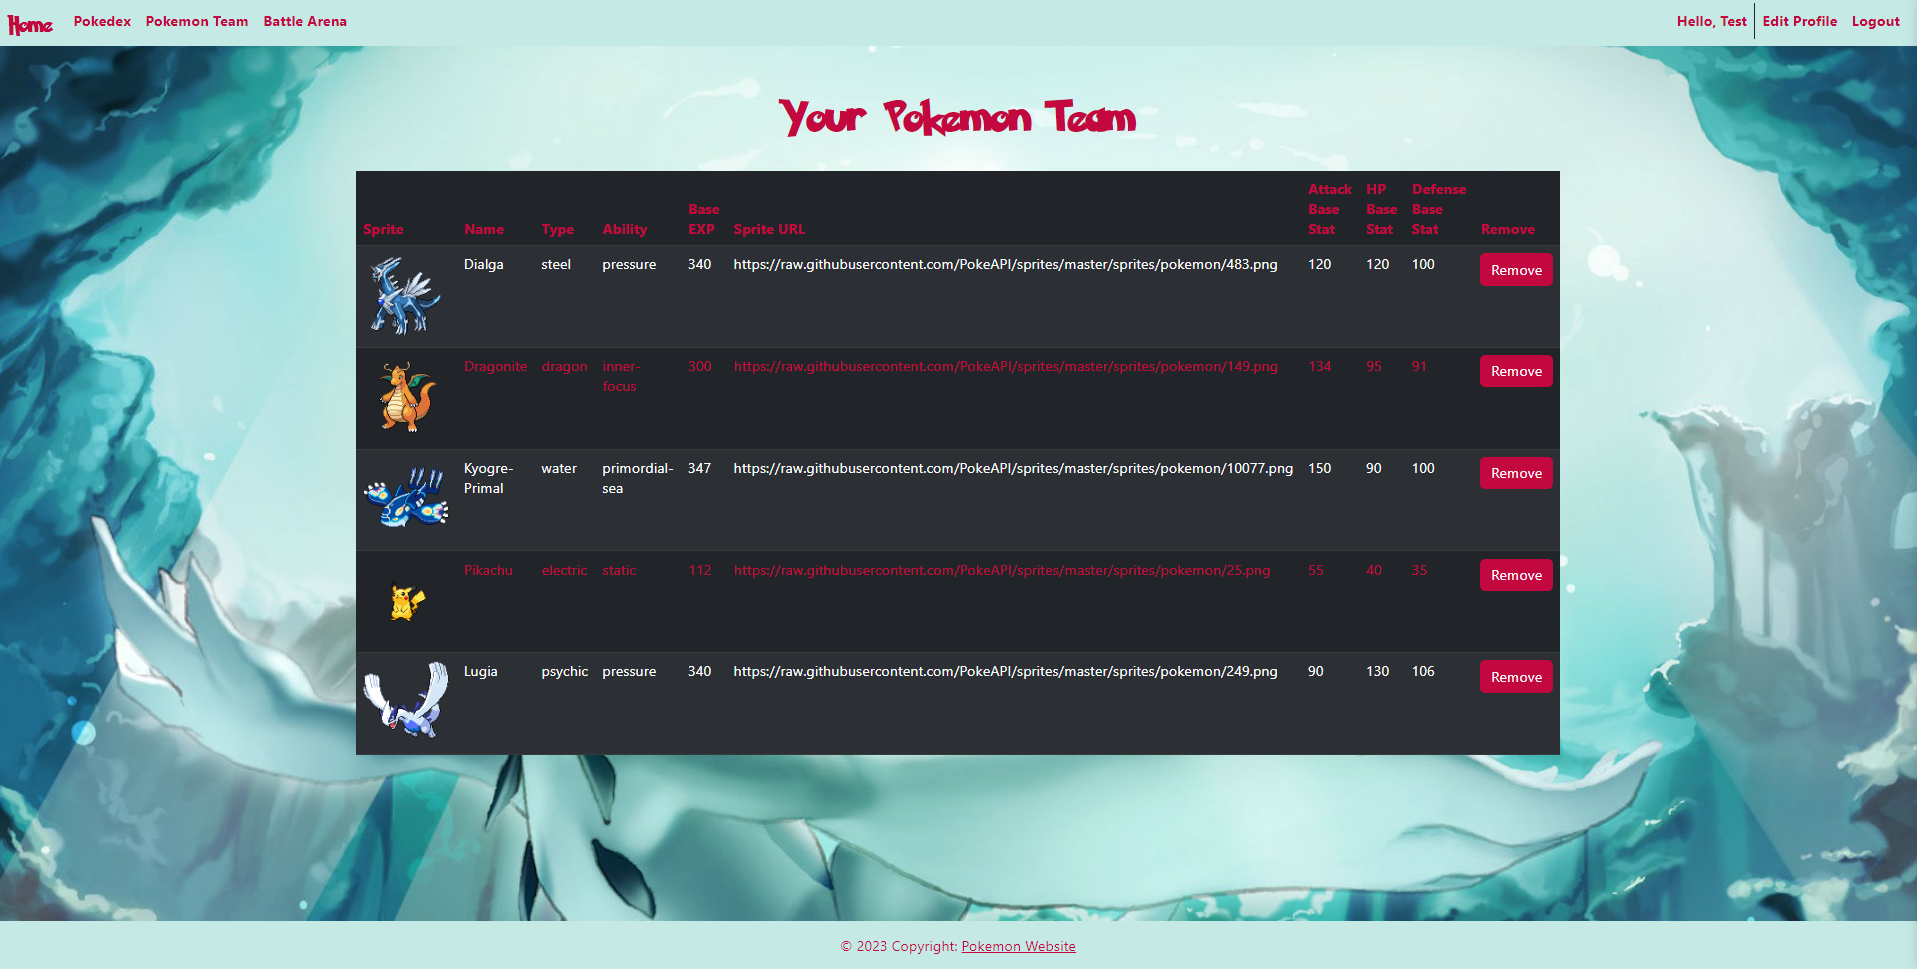 Home Pokedex Pokemon Team Battle Arena Hello, Test Edit Profile Logout
Your Pokemon Team
Sprite Name Type Ability Base EXP Sprite URL Attack Base Stat HP Base Stat Defense Base Stat Remove
Dialga steel pressure 340 https://raw.githubusercontent.com/PokeAPI/sprites/master/sprites/pokemon/483.png 120 120 100 Remove
Dragonite dragon inner-focus 300 https://raw.githubusercontent.com/PokeAPI/sprites/master/sprites/pokemon/149.png 134 95 91 Remove
Kyogre-Primal water primordial-sea 347 https://raw.githubusercontent.com/PokeAPI/sprites/master/sprites/pokemon/10077.png 150 90 100 Remove
Pikachu electric static 112 https://raw.githubusercontent.com/PokeAPI/sprites/master/sprites/pokemon/25.png 55 40 35 Remove
Lugia psychic pressure 340 https://raw.githubusercontent.com/PokeAPI/sprites/master/sprites/pokemon/249.png 90 130 106 Remove
© 2023 Copyright: Pokemon Website